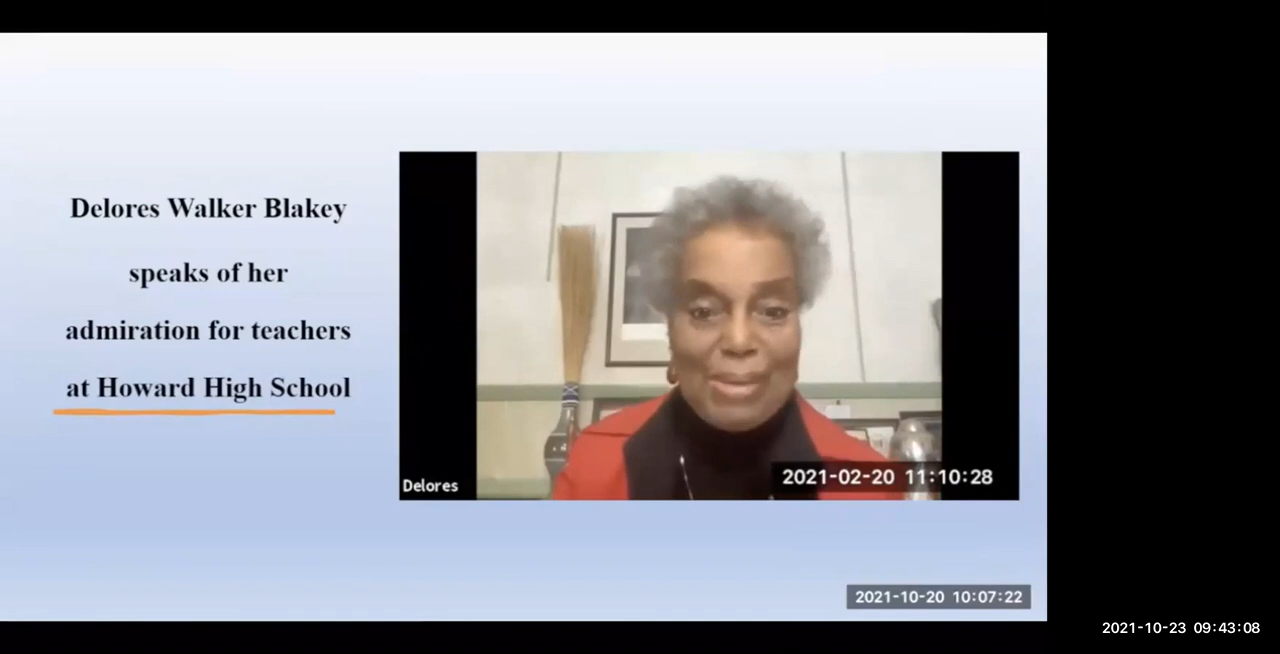 Delores Walker Blakey
speaks of her
admiration for teachers
at Howard High School
Delores
2021-02-20 11:10:28
2021-10-20 10:07:22
2021-10-23 09:43:08